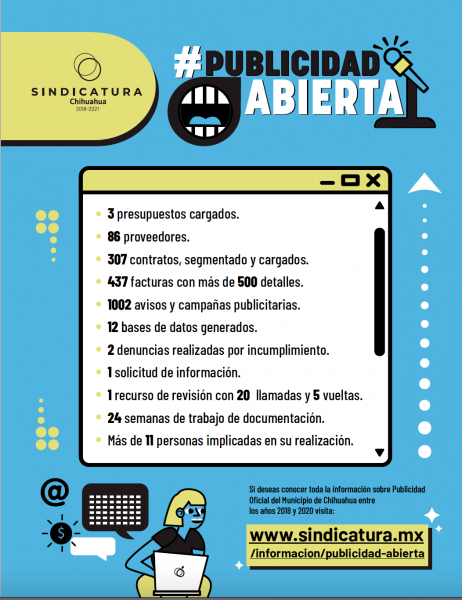 SINDICATURA
Chihuahua
2018-2021
#PUBLICIDAD
ABIERTA
3 presupuestos cargados.
86 proveedores.
307 contratos, segmentado y cargados.
437 facturas con más de 500 detalles.
1002 avisos y campañas publicitarias.
12 bases de datos generados.
2 denuncias realizadas por incumplimiento.
1 solicitud de información.
1 recurso de revisión con 20 llamadas y 5 vueltas.
24 semanas de trabajo de documentación.
Más de 11 personas implicadas en su realización.
@
$
Si deseas conocer toda la información sobre Publicidad
Oficial del Municipio de Chihuahua entre
los años 2018 y 2020 visita:
www.sindicatura.mx
/informacion/publicidad-abierta